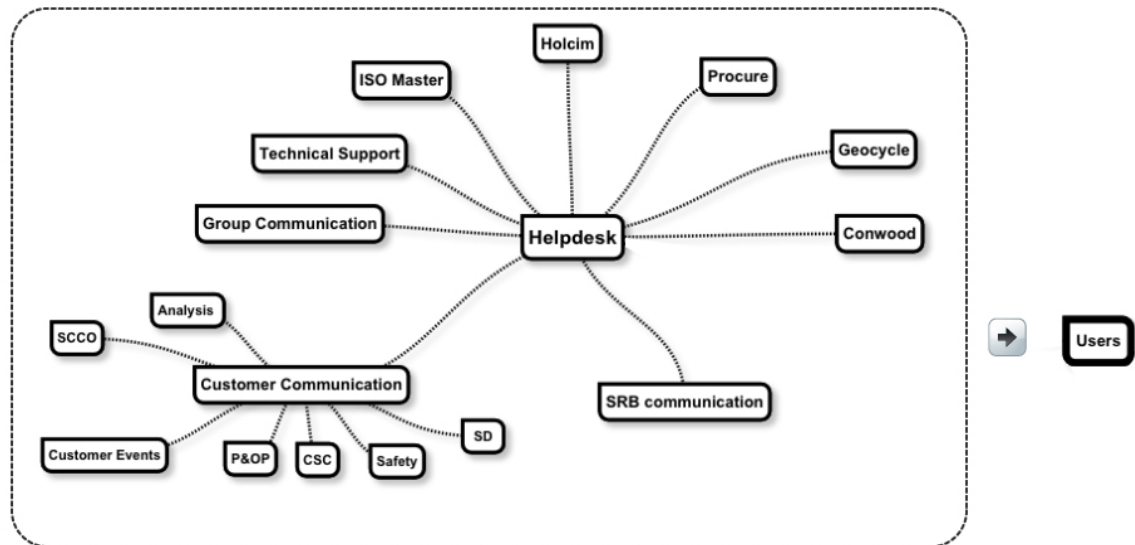 Holcim
ISO Master
Procure
Technical Support
Geocycle
Group Communication
Helpdesk
Conwood
Analysis
SCCO
Users
Customer Communication
SRB communication
Customer Events
P&OP
CSC
Safety
SD